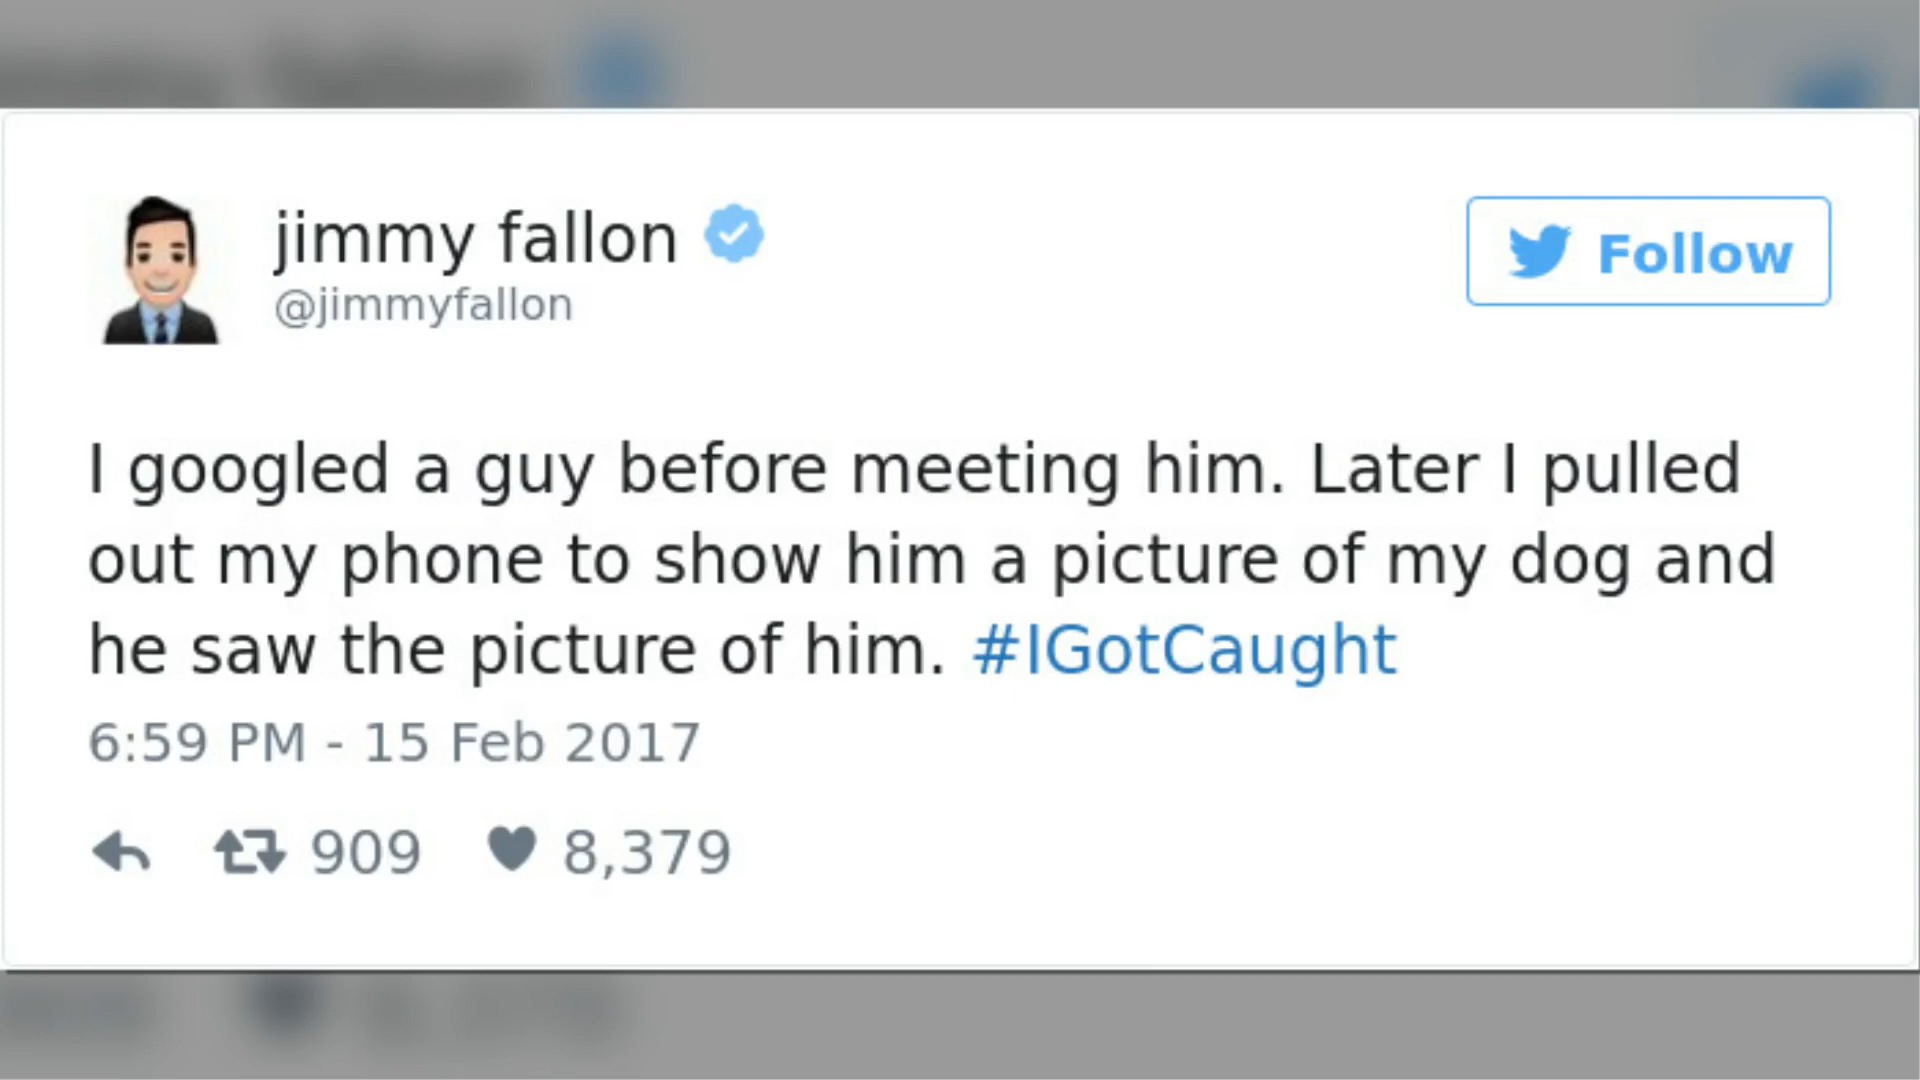 jimmy fallon
@jimmyfallon
Follow
I googled a guy before meeting him. Later I pulled
out my phone to show him a picture of my dog and
he saw the picture of him. #IGotCaught
6:59 PM - 15 Feb 2017
909 8,379